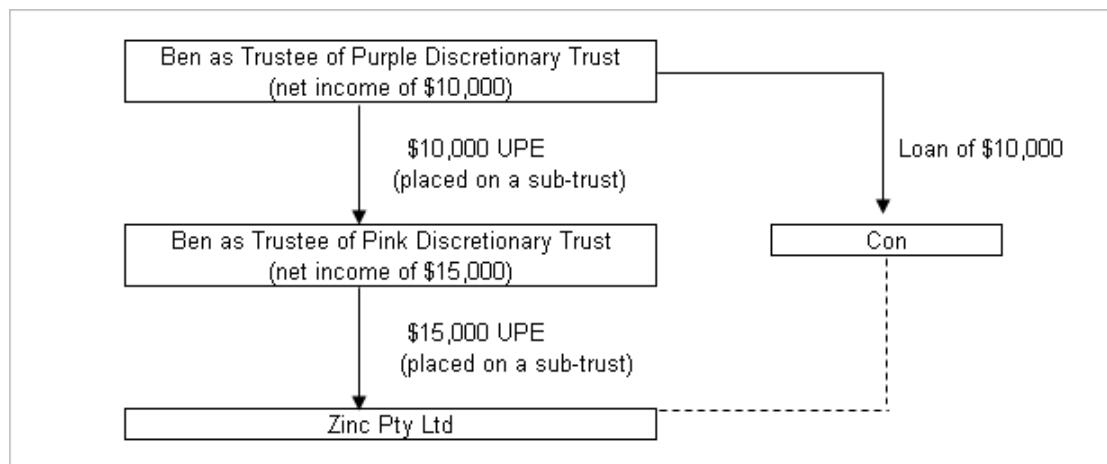 Ben as Trustee of Purple Discretionary Trust
(net income of $10,000)
$10,000 UPE
(placed on a sub-trust)
Loan of $10,000
Ben as Trustee of Pink Discretionary Trust
(net income of $15,000)
Con
$15,000 UPE
(placed on a sub-trust)
Zinc Pty Ltd